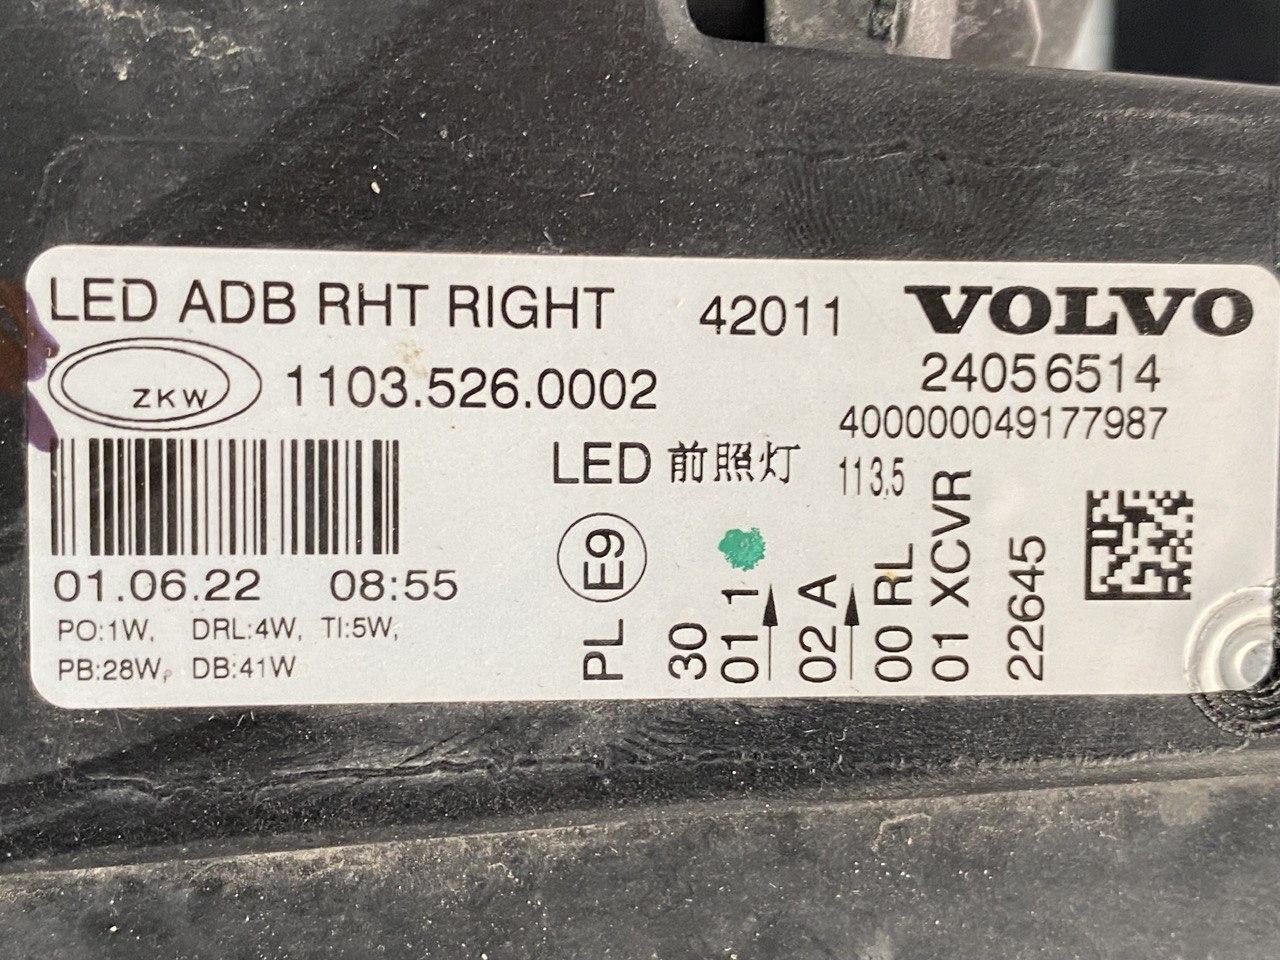 LED ADB RHT RIGHT 42011 VOLVO
ZKW 1103.526.0002 24056514
400000049177987
LED 前照灯 113,5
01.06.22 08:55
PO:1W, DRL:4W, TI:5W,
PB:28W, DB:41W
PL E9
30
01 1
02 A
00 RL
01 XCVR
22645